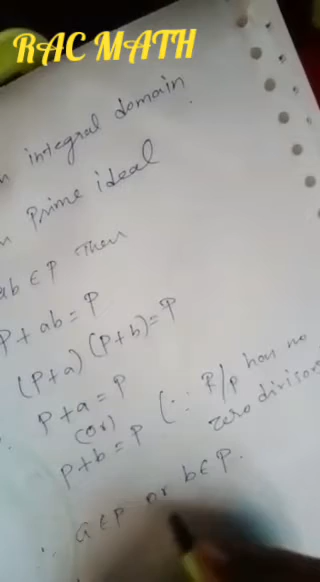 RAC MATH
integral domain.
Prime ideal
ab ∈ P Then
P + ab = P
(P+a) (P+b) = P
P+a = P
(or)
P+b = P (∵ R/P has no
zero divisors
∴ a ∈ P or b ∈ P.